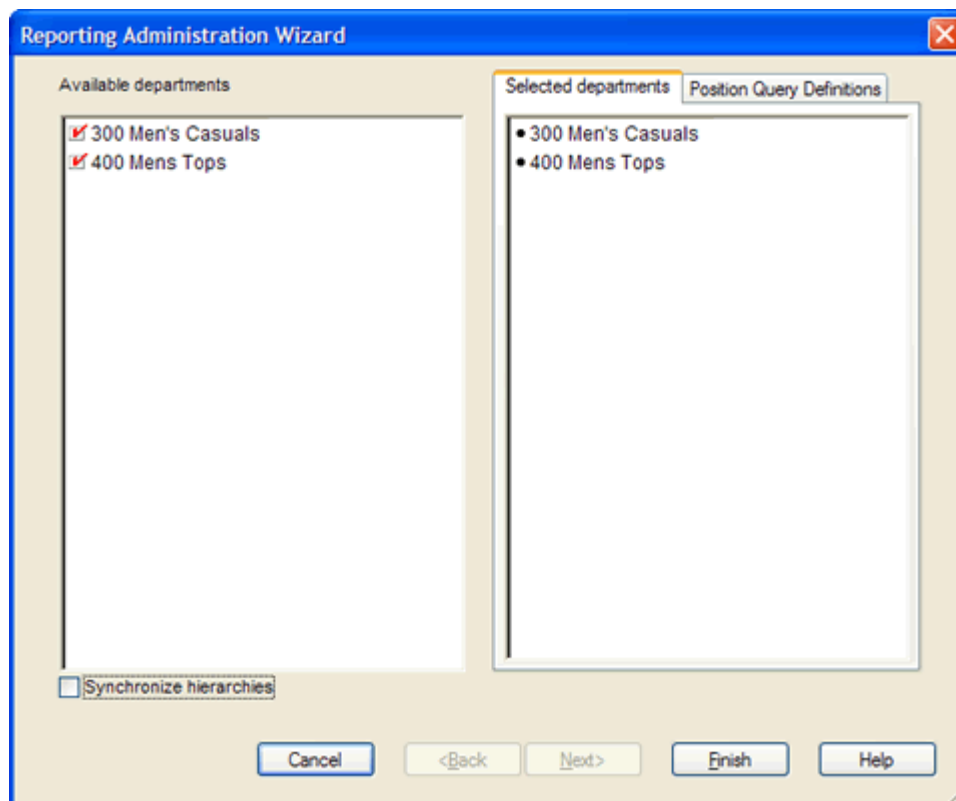 Reporting Administration Wizard
Available departments
Selected departments
Position Query Definitions
300 Men's Casuals
400 Mens Tops
300 Men's Casuals
400 Mens Tops
Synchronize hierarchies
Cancel
<Back
Next>
Finish
Help